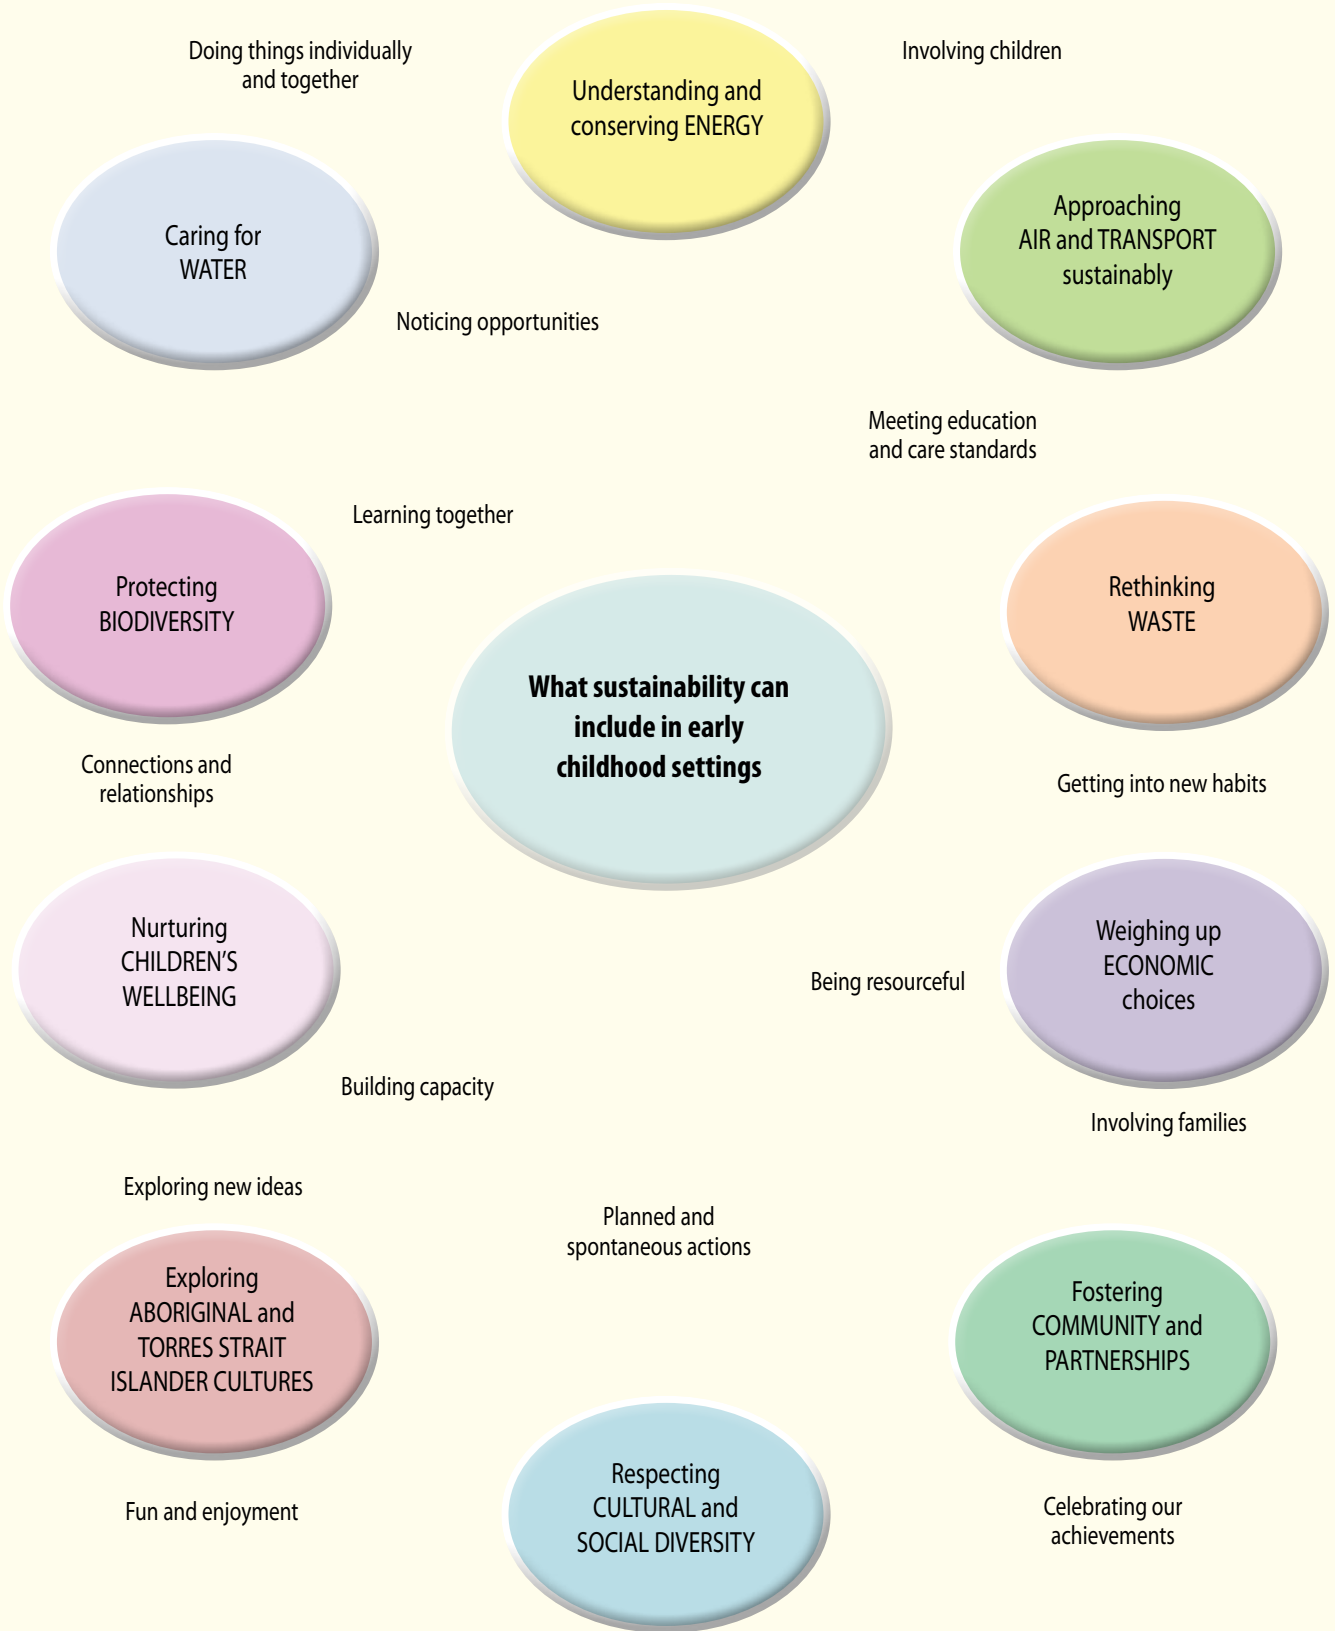 Doing things individually
and together
Involving children
Understanding and
conserving ENERGY
Caring for
WATER
Approaching
AIR and TRANSPORT
sustainably
Noticing opportunities
Meeting education
and care standards
Learning together
Protecting
BIODIVERSITY
Rethinking
WASTE
What sustainability can
include in early
childhood settings
Connections and
relationships
Getting into new habits
Nurturing
CHILDREN'S
WELLBEING
Weighing up
ECONOMIC
choices
Being resourceful
Building capacity
Involving families
Exploring new ideas
Planned and
spontaneous actions
Exploring
ABORIGINAL and
TORRES STRAIT
ISLANDER CULTURES
Fostering
COMMUNITY and
PARTNERSHIPS
Respecting
CULTURAL and
SOCIAL DIVERSITY
Fun and enjoyment
Celebrating our
achievements